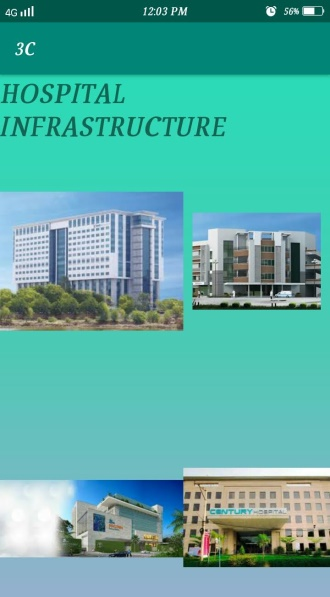 4G
12:03 PM
56%
3C
HOSPITAL
INFRASTRUCTURE
CENTURY HOSPITAL